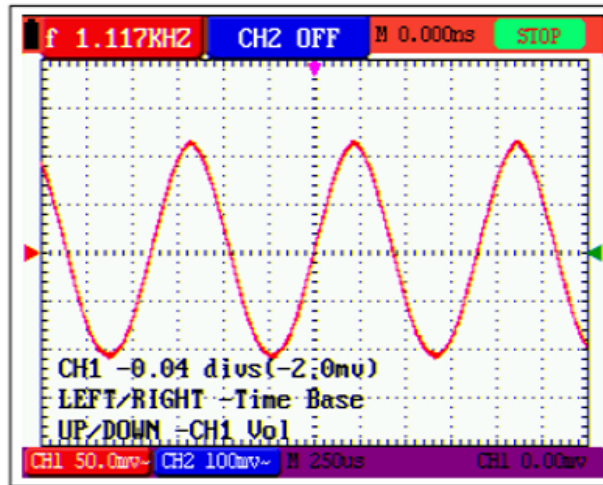 f 1.117KHZ CH2 OFF M 0.000ns STOP
CH1 -0.04 divs(-2.0mv)
LEFT/RIGHT -Time Base
UP/DOWN -CH1 Vol
CH1 50.0mv~ CH2 100mv~ M 250us CH1 0.00mv